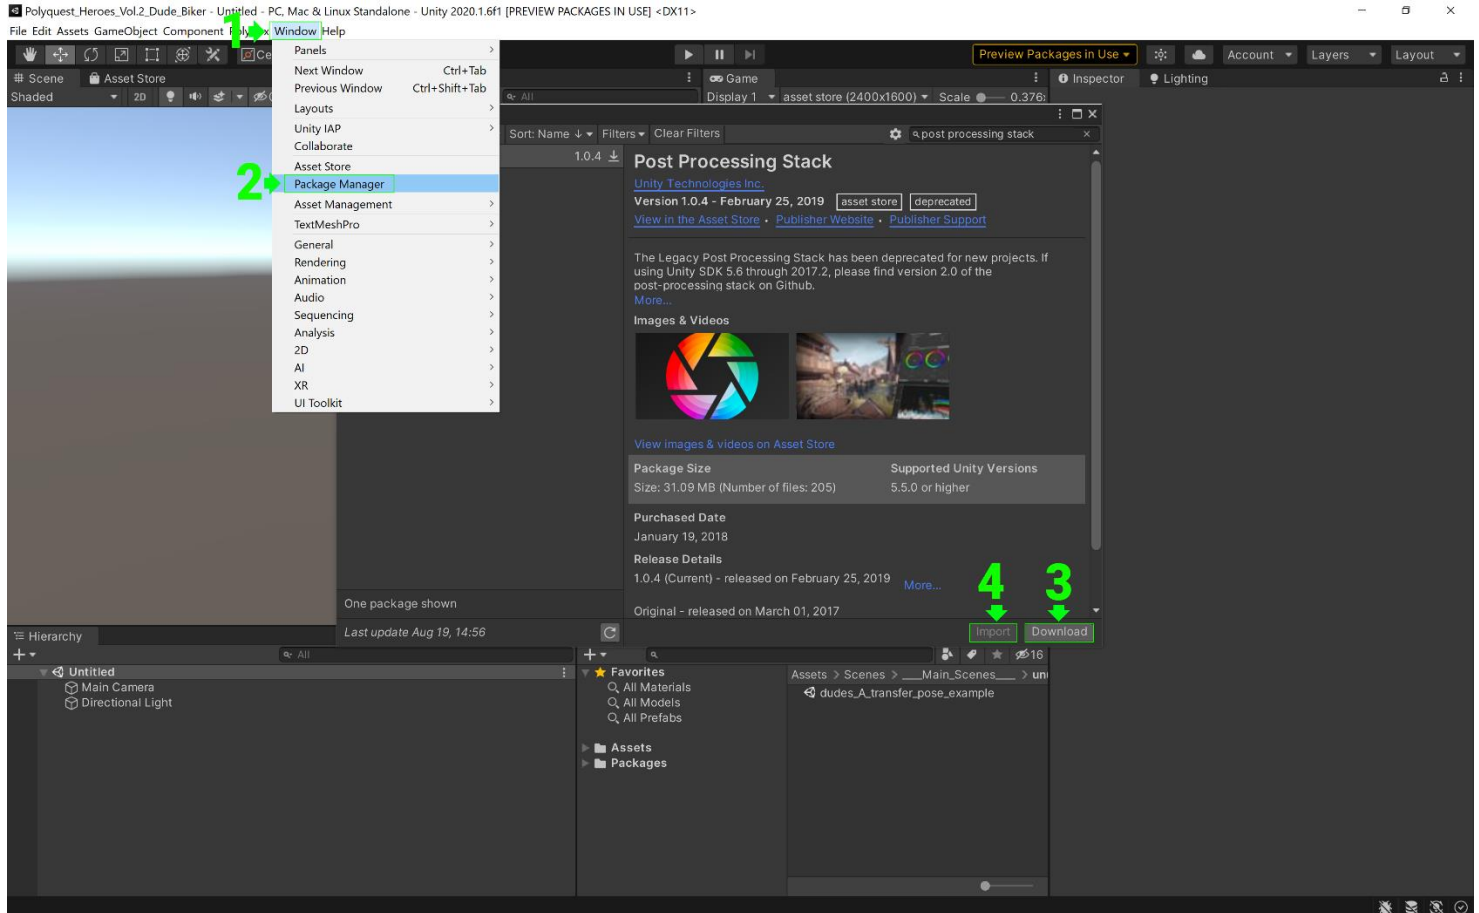 Polyquest_Heroes_Vol.2_Dude_Biker - Untitled - PC, Mac & Linux Standalone - Unity 2020.1.6f1 [PREVIEW PACKAGES IN USE] <DX11>
File Edit Assets GameObject Component Window Help
1
Preview Packages in Use
Account
Layers
Layout
Scene
Asset Store
Game
Inspector
Lighting
Shaded
2D
All
Display 1
asset store (2400x1600)
Scale
0.376
Panels
Next Window Ctrl+Tab
Previous Window Ctrl+Shift+Tab
Layouts
Unity IAP
Collaborate
Asset Store
2
Package Manager
Asset Management
TextMeshPro
General
Rendering
Animation
Audio
Sequencing
Analysis
2D
AI
XR
UI Toolkit
Sort: Name ↓
Filters
Clear Filters
post processing stack
1.0.4
Post Processing Stack
Unity Technologies Inc.
Version 1.0.4 - February 25, 2019 asset store deprecated
View in the Asset Store • Publisher Website • Publisher Support
The Legacy Post Processing Stack has been deprecated for new projects. If
using Unity SDK 5.6 through 2017.2, please find version 2.0 of the
post-processing stack on Github.
More...
Images & Videos
View images & videos on Asset Store
Package Size Supported Unity Versions
Size: 31.09 MB (Number of files: 205) 5.5.0 or higher
Purchased Date
January 19, 2018
Release Details
1.0.4 (Current) - released on February 25, 2019 More...
Original - released on March 01, 2017
4 3
Import Download
One package shown
Last update Aug 19, 14:56
Hierarchy
All
16
Untitled
Main Camera
Directional Light
Favorites
All Materials
All Models
All Prefabs
Assets
Packages
Assets > Scenes > ___Main_Scenes___ >
dudes_A_transfer_pose_example